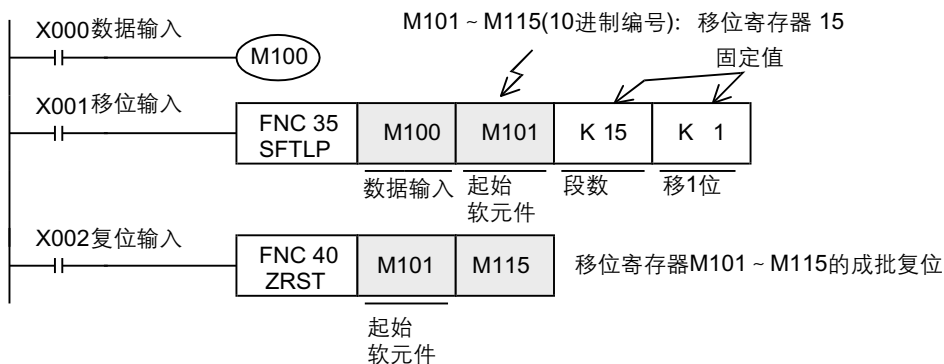 M101 ~ M115(10进制编号): 移位寄存器 15
固定值
X000数据输入
M100
X001移位输入
FNC 35
SFTLP
M100
M101
K 15
K 1
数据输入
起始
软元件
段数
移1位
X002复位输入
FNC 40
ZRST
M101
M115
移位寄存器M101 ~ M115的成批复位
起始
软元件